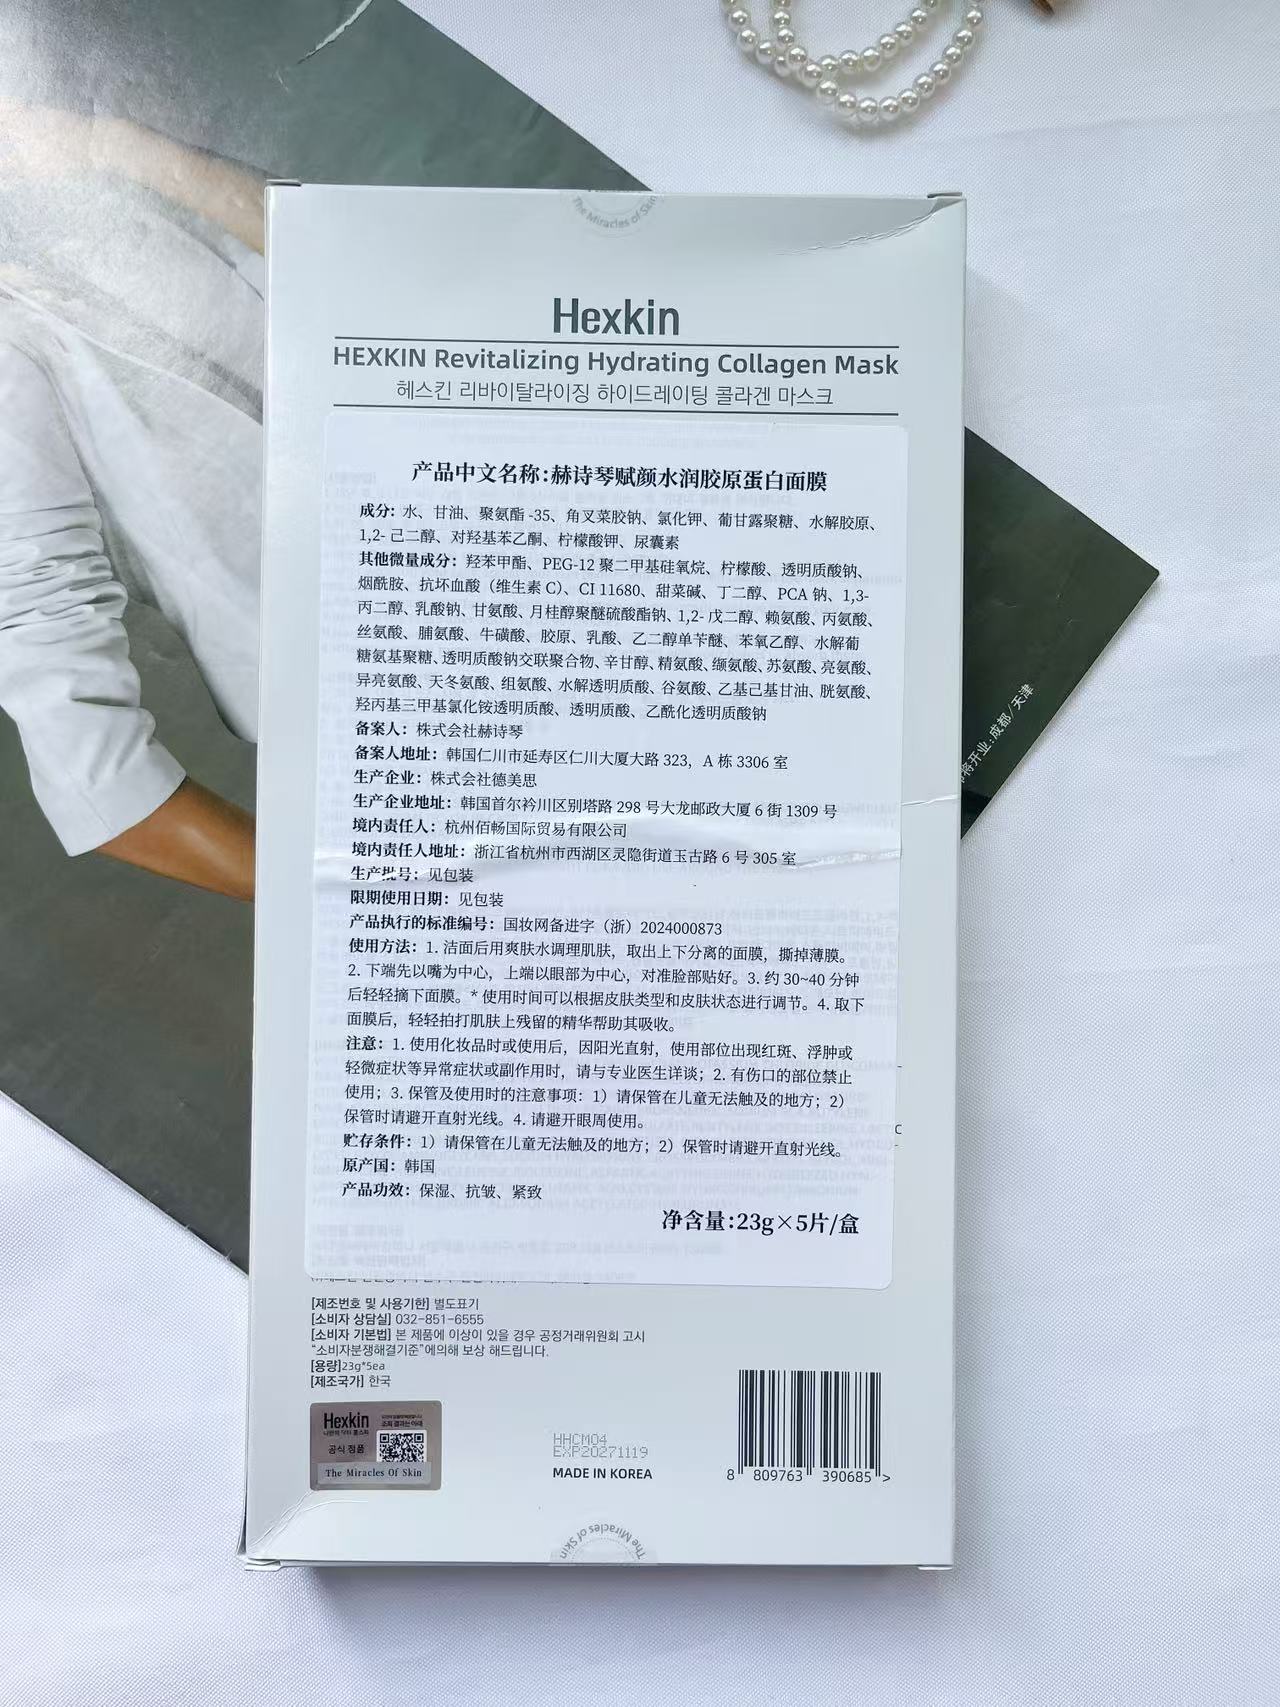 The Miracles of Skin
Hexkin
HEXKIN Revitalizing Hydrating Collagen Mask
헤스킨 리바이탈라이징 하이드레이팅 콜라겐 마스크
产品中文名称:赫诗琴赋颜水润胶原蛋白面膜
成分：水、甘油、聚氨酯 -35、角叉菜胶钠、氯化钾、葡甘露聚糖、水解胶原、
1,2- 己二醇、对羟基苯乙酮、柠檬酸钾、尿囊素
其他微量成分：羟苯甲酯、PEG-12 聚二甲基硅氧烷、柠檬酸、透明质酸钠、
烟酰胺、抗坏血酸（维生素 C）、CI 11680、甜菜碱、丁二醇、PCA 钠、1,3-
丙二醇、乳酸钠、甘氨酸、月桂醇聚醚硫酸酯钠、1,2- 戊二醇、赖氨酸、丙氨酸、
丝氨酸、脯氨酸、牛磺酸、胶原、乳酸、乙二醇单苄醚、苯氧乙醇、水解葡
糖氨基聚糖、透明质酸钠交联聚合物、辛甘醇、精氨酸、缬氨酸、苏氨酸、亮氨酸、
异亮氨酸、天冬氨酸、组氨酸、水解透明质酸、谷氨酸、乙基己基甘油、胱氨酸、
羟丙基三甲基氯化铵透明质酸、透明质酸、乙酰化透明质酸钠
备案人：株式会社赫诗琴
备案人地址：韩国仁川市延寿区仁川大厦大路 323，A 栋 3306 室
生产企业：株式会社德美思
生产企业地址：韩国首尔衿川区别塔路 298 号大龙邮政大厦 6 街 1309 号
境内责任人：杭州佰畅国际贸易有限公司
境内责任人地址：浙江省杭州市西湖区灵隐街道玉古路 6 号 305 室
生产批号：见包装
限期使用日期：见包装
产品执行的标准编号：国妆网备进字（浙）2024000873
使用方法：1. 洁面后用爽肤水调理肌肤，取出上下分离的面膜，撕掉薄膜。
2. 下端先以嘴为中心，上端以眼部为中心，对准脸部贴好。3. 约 30~40 分钟
后轻轻摘下面膜。* 使用时间可以根据皮肤类型和皮肤状态进行调节。4. 取下
面膜后，轻轻拍打肌肤上残留的精华帮助其吸收。
注意：1. 使用化妆品时或使用后，因阳光直射，使用部位出现红斑、浮肿或
轻微症状等异常症状或副作用时，请与专业医生详谈；2. 有伤口的部位禁止
使用；3. 保管及使用时的注意事项：1）请保管在儿童无法触及的地方；2）
保管时请避开直射光线。4. 请避开眼周使用。
贮存条件：1）请保管在儿童无法触及的地方；2）保管时请避开直射光线。
原产国：韩国
产品功效：保湿、抗皱、紧致
净含量:23g×5片/盒
[제조번호 및 사용기한] 별도표기
[소비자 상담실] 032-851-6555
[소비자 기본법] 본 제품에 이상이 있을 경우 공정거래위원회 고시
“소비자분쟁해결기준”에의해 보상 해드립니다.
[용량]23g*5ea
[제조국가] 한국
Hexkin
공식 정품
The Miracles Of Skin
HHCM04
EXP20271119
MADE IN KOREA
8 809763 390685 >
The Miracles of Skin
将开业:成都/天津